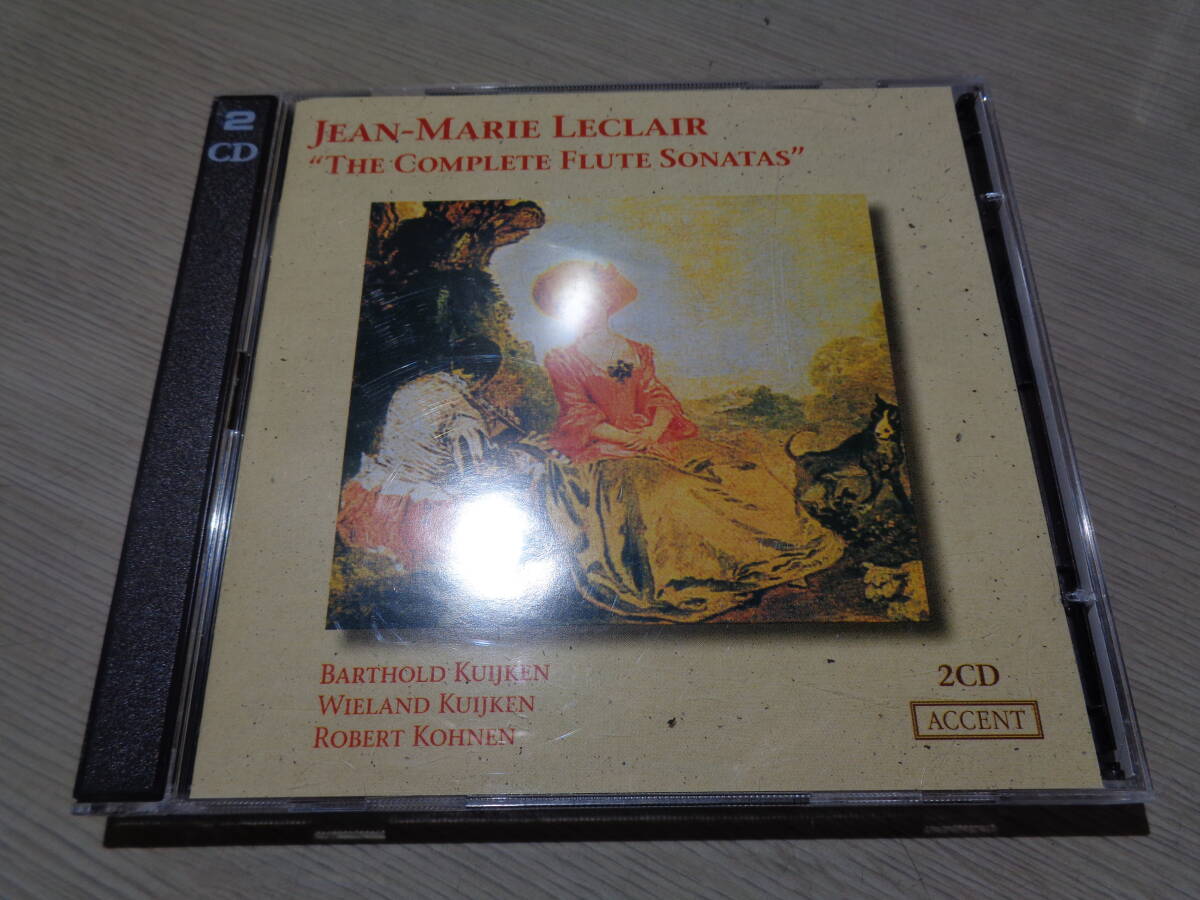 2
CD
JEAN-MARIE LECLAIR
“THE COMPLETE FLUTE SONATAS”
BARTHOLD KUIJKEN
WIELAND KUIJKEN
ROBERT KOHNEN
2CD
ACCENT